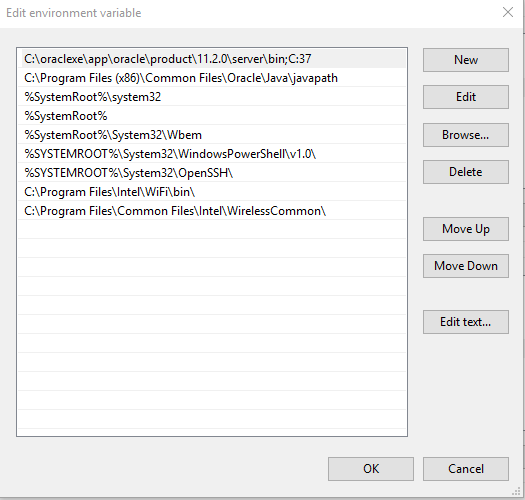 Edit environment variable
C:\oraclexe\app\oracle\product\11.2.0\server\bin;C:37
C:\Program Files (x86)\Common Files\Oracle\Java\javapath
%SystemRoot%\system32
%SystemRoot%
%SystemRoot%\System32\Wbem
%SYSTEMROOT%\System32\WindowsPowerShell\v1.0\
%SYSTEMROOT%\System32\OpenSSH\
C:\Program Files\Intel\WiFi\bin\
C:\Program Files\Common Files\Intel\WirelessCommon\
New
Edit
Browse...
Delete
Move Up
Move Down
Edit text...
OK
Cancel